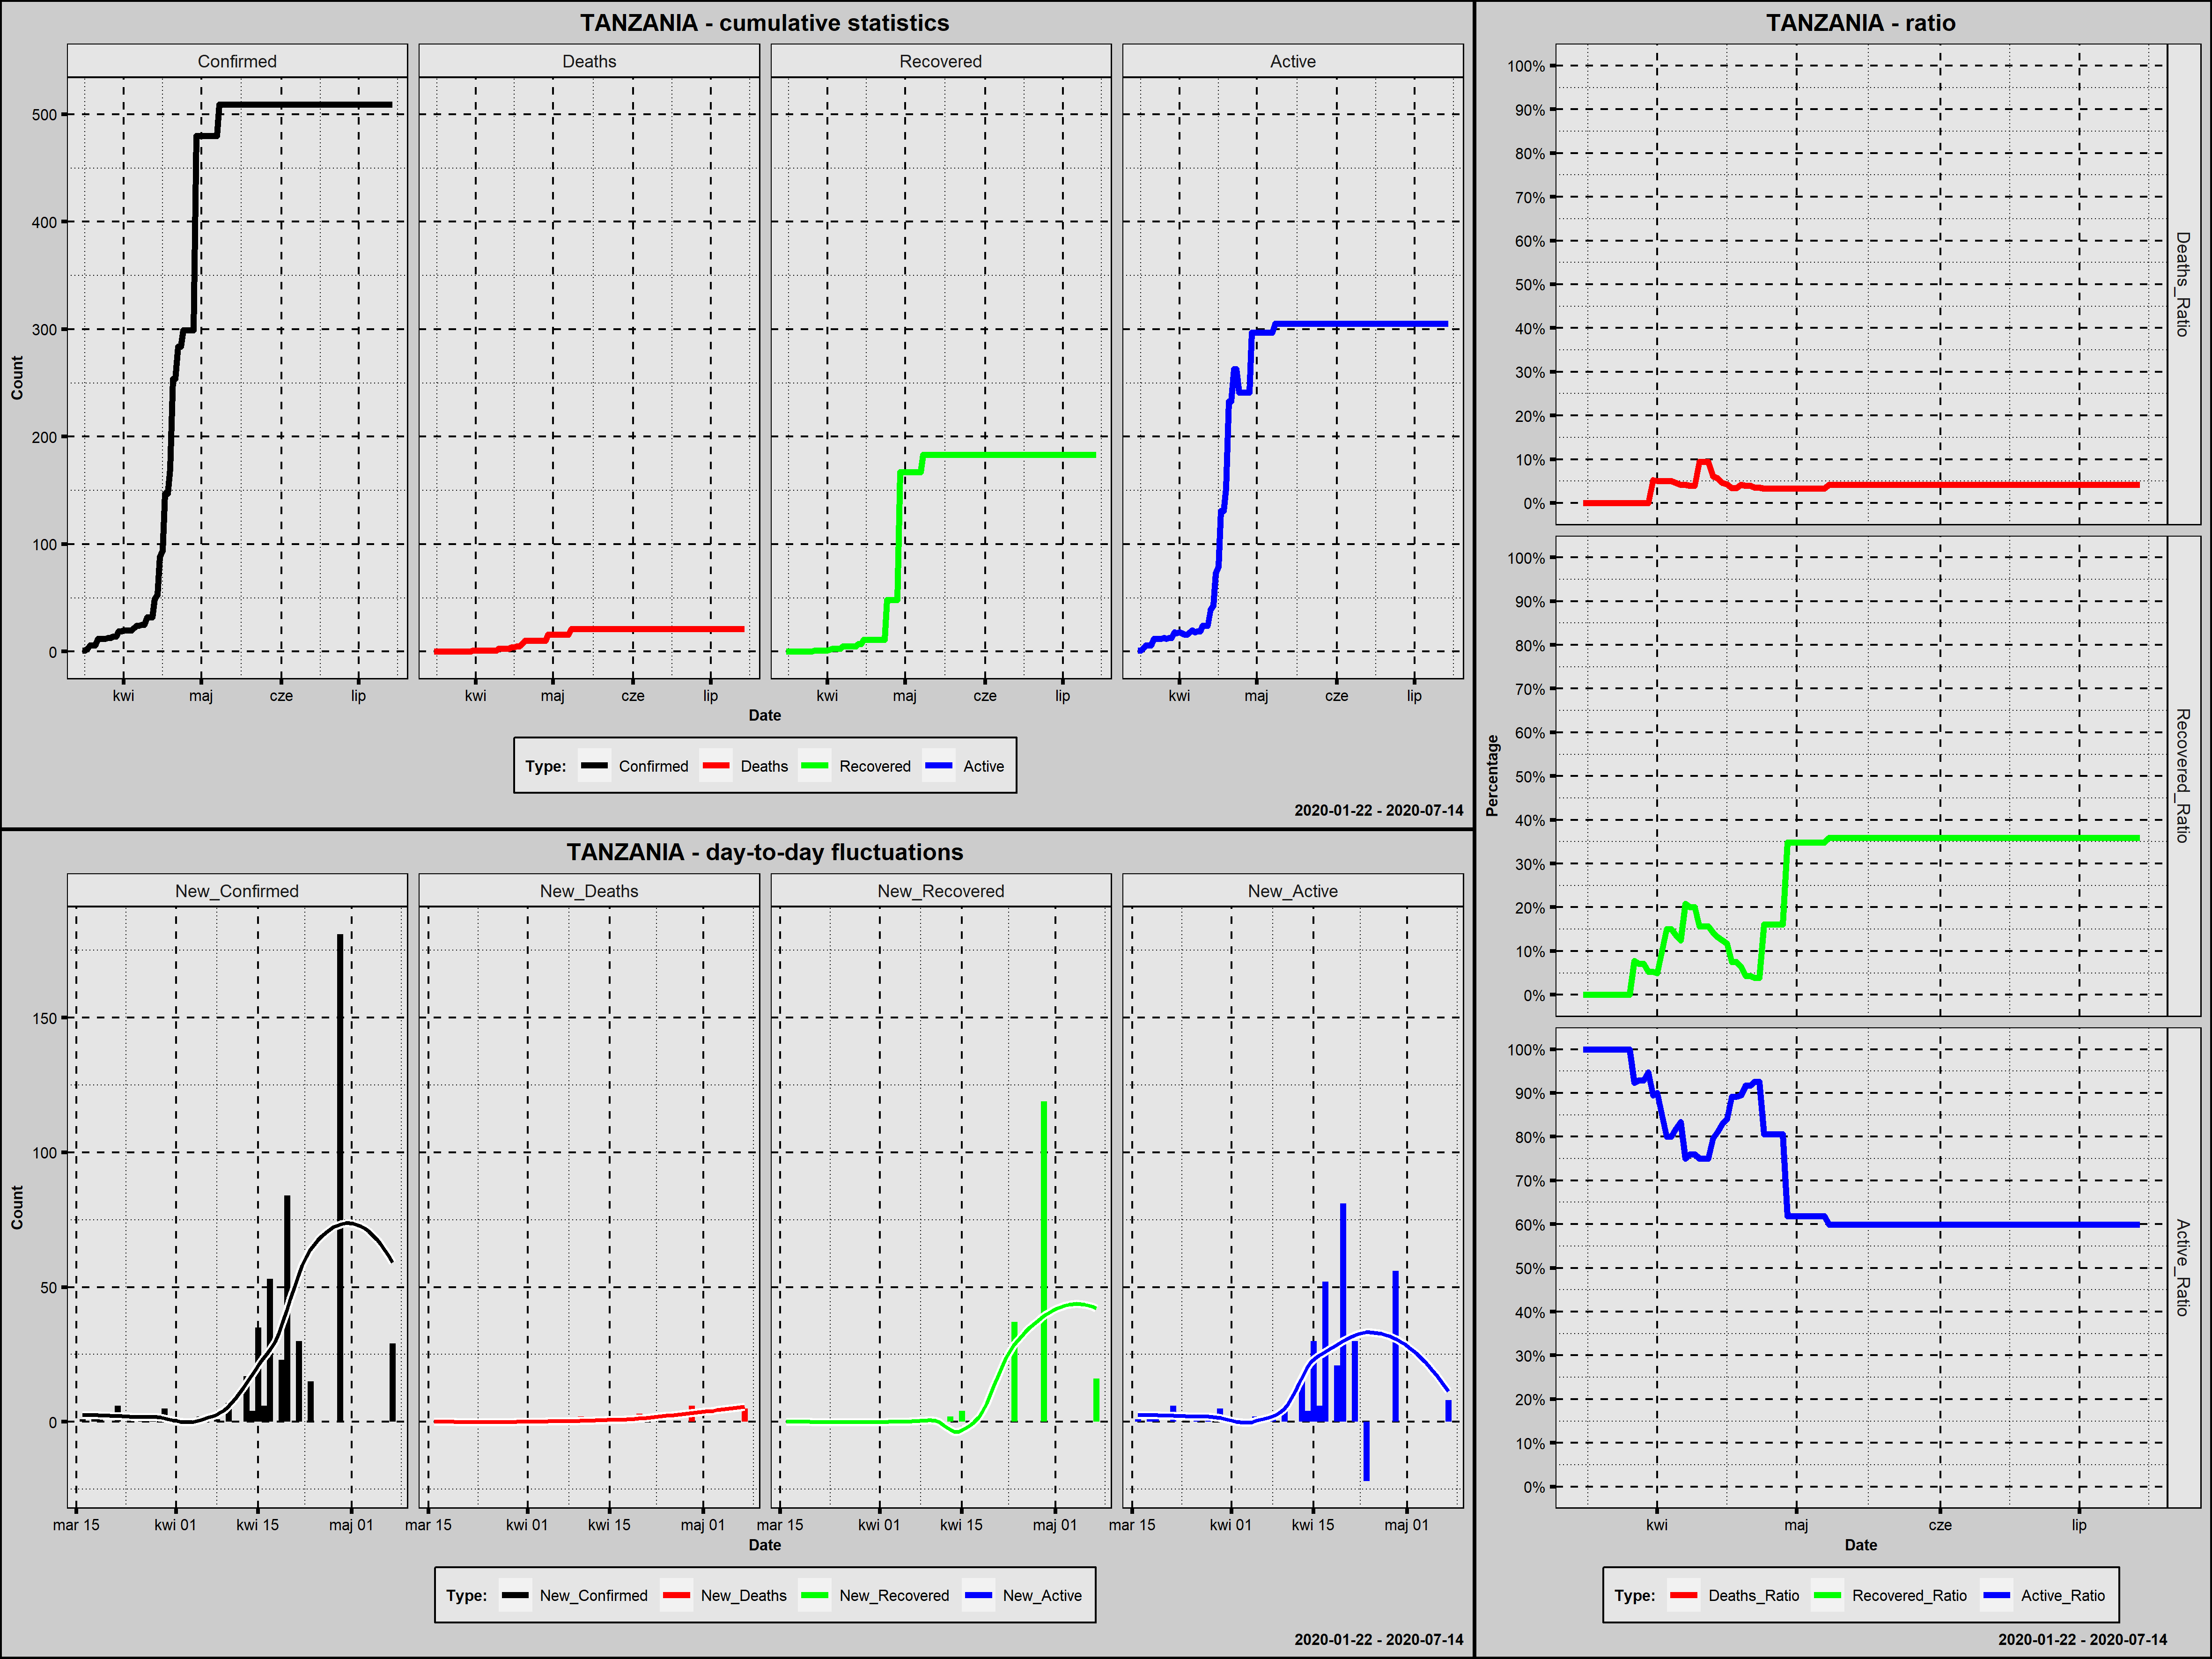 TANZANIA - cumulative statistics
Confirmed Deaths Recovered Active
Count
500
400
300
200
100
0
kwi maj cze lip kwi maj cze lip kwi maj cze lip kwi maj cze lip
Date
Type: Confirmed Deaths Recovered Active
2020-01-22 - 2020-07-14
TANZANIA - day-to-day fluctuations
New_Confirmed New_Deaths New_Recovered New_Active
Count
150
100
50
0
mar 15 kwi 01 kwi 15 maj 01 mar 15 kwi 01 kwi 15 maj 01 mar 15 kwi 01 kwi 15 maj 01 mar 15 kwi 01 kwi 15 maj 01
Date
Type: New_Confirmed New_Deaths New_Recovered New_Active
2020-01-22 - 2020-07-14
TANZANIA - ratio
Percentage
100%
90%
80%
70%
60%
50%
40%
30%
20%
10%
0%
Deaths_Ratio
100%
90%
80%
70%
60%
50%
40%
30%
20%
10%
0%
Recovered_Ratio
100%
90%
80%
70%
60%
50%
40%
30%
20%
10%
0%
Active_Ratio
kwi maj cze lip
Date
Type: Deaths_Ratio Recovered_Ratio Active_Ratio
2020-01-22 - 2020-07-14